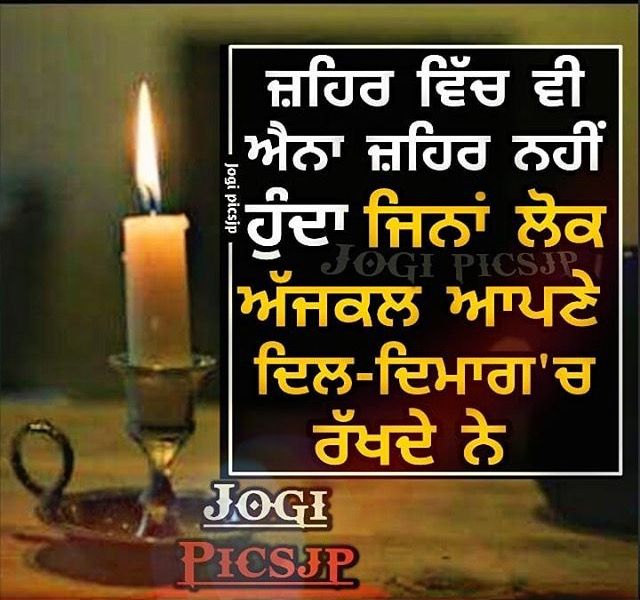 ਜ਼ਹਿਰ ਵਿੱਚ ਵੀ
ਐਨਾ ਜ਼ਹਿਰ ਨਹੀਂ
ਹੁੰਦਾ ਜਿਨਾਂ ਲੋਕ
ਅੱਜਕਲ ਆਪਣੇ
ਦਿਲ-ਦਿਮਾਗ'ਚ
ਰੱਖਦੇ ਨੇ
Jogi picsjp
JOGI PICSJP
JOGI
PICSJP